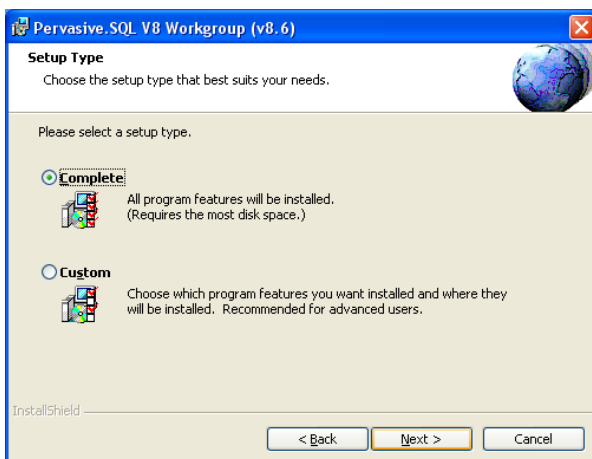 Pervasive.SQL V8 Workgroup (v8.6)
Setup Type
Choose the setup type that best suits your needs.
Please select a setup type.
Complete
All program features will be installed.
(Requires the most disk space.)
Custom
Choose which program features you want installed and where they
will be installed. Recommended for advanced users.
InstallShield
< Back
Next >
Cancel